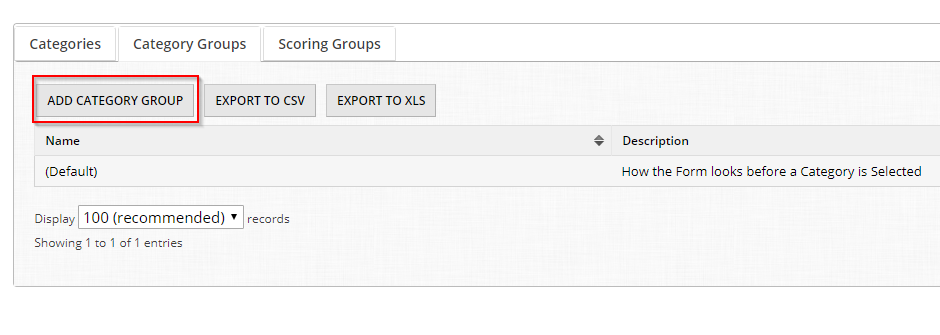 Categories Category Groups Scoring Groups
ADD CATEGORY GROUP EXPORT TO CSV EXPORT TO XLS
Name Description
(Default) How the Form looks before a Category is Selected
Display 100 (recommended) records
Showing 1 to 1 of 1 entries